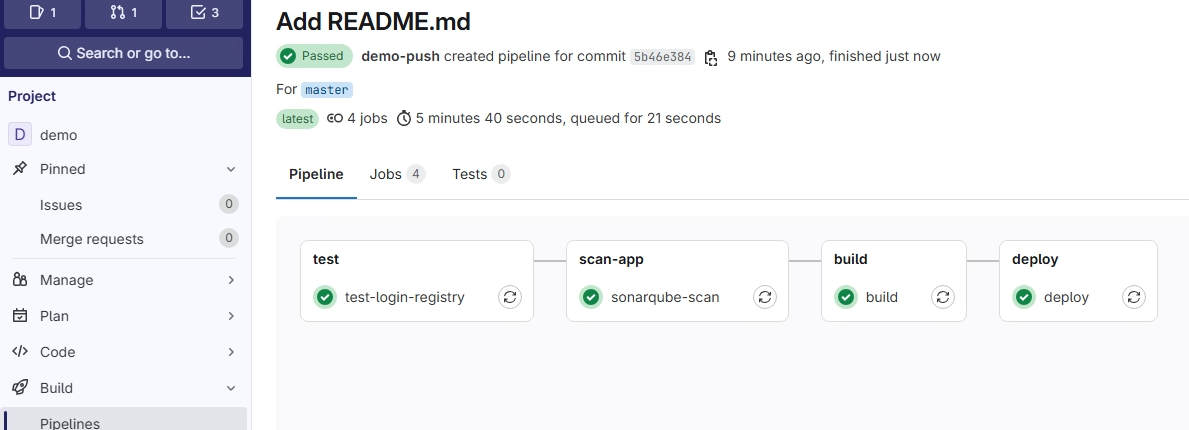 1 1 3
Search or go to...
Project
D demo
Pinned
Issues 0
Merge requests 0
Manage
Plan
Code
Build
Pipelines
Add README.md
Passed demo-push created pipeline for commit 5b46e384 9 minutes ago, finished just now
For master
latest 4 jobs 5 minutes 40 seconds, queued for 21 seconds
Pipeline Jobs 4 Tests 0
test scan-app build deploy
test-login-registry sonarqube-scan build deploy